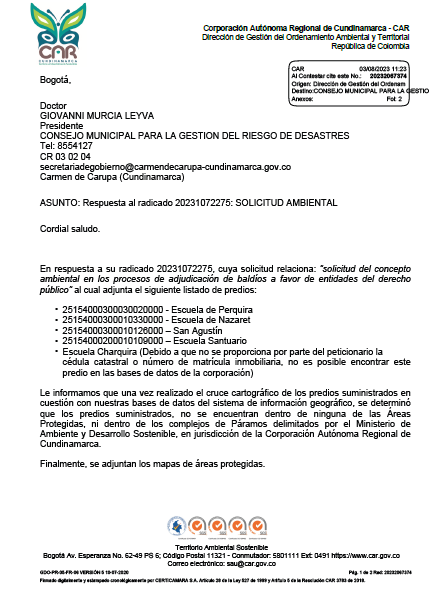 CAR
CUNDINAMARCA
Corporación Autónoma Regional de Cundinamarca - CAR
Dirección de Gestión del Ordenamiento Ambiental y Territorial
República de Colombia
CAR 03/08/2023 11:23
Al Contestar cite este No.: 20232067374
Origen: Dirección de Gestión del Ordenam
Destino:CONSEJO MUNICIPAL PARA LA GESTIO
Anexos: Fol: 2
Bogotá,
Doctor
GIOVANNI MURCIA LEYVA
Presidente
CONSEJO MUNICIPAL PARA LA GESTION DEL RIESGO DE DESASTRES
Tel: 8554127
CR 03 02 04
secretariadegobierno@carmendecarupa-cundinamarca.gov.co
Carmen de Carupa (Cundinamarca)
ASUNTO: Respuesta al radicado 20231072275: SOLICITUD AMBIENTAL
Cordial saludo.
En respuesta a su radicado 20231072275, cuya solicitud relaciona: “solicitud del concepto
ambiental en los procesos de adjudicación de baldíos a favor de entidades del derecho
público” al cual adjunta el siguiente listado de predios:
• 25154000300030020000 - Escuela de Perquira
• 25154000300010330000 - Escuela de Nazaret
• 25154000300010126000 – San Agustín
• 25154000200010109000 – Escuela Santuario
• Escuela Charquira (Debido a que no se proporciona por parte del peticionario la
cédula catastral o número de matrícula inmobiliaria, no es posible encontrar este
predio en las bases de datos de la corporación)
Le informamos que una vez realizado el cruce cartográfico de los predios suministrados en
cuestión con nuestras bases de datos del sistema de información geográfico, se determinó
que los predios suministrados, no se encuentran dentro de ninguna de las Áreas
Protegidas, ni dentro de los complejos de Páramos delimitados por el Ministerio de
Ambiente y Desarrollo Sostenible, en jurisdicción de la Corporación Autónoma Regional de
Cundinamarca.
Finalmente, se adjuntan los mapas de áreas protegidas.
Territorio Ambiental Sostenible
Bogotá Av. Esperanza No. 62-49 PS 6; Código Postal 11321 - Conmutador: 5801111 Ext: 0491 https://www.car.gov.co
Correo electrónico: sau@car.gov.co
GDO-PR-08-FR-06 VERSIÓN 5 10-07-2020 Pág. 1 de 2 Rad: 20232067374
Firmado digitalmente y estampado cronológicamente por CERTICAMARA S.A. Artículo 28 de la Ley 527 de 1999 y Artículo 6 de la Resolución CAR 3703 de 2018.